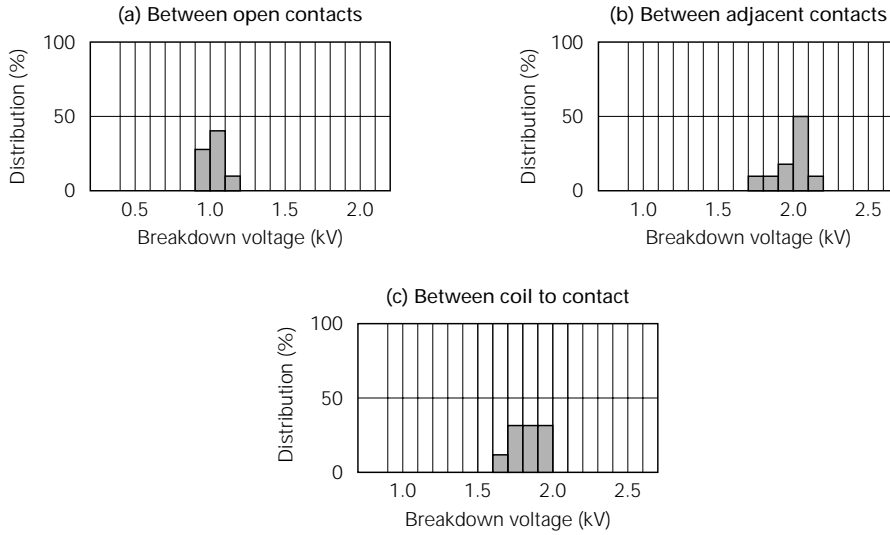 (a) Between open contacts
100
50
0
Distribution (%)
0.5 1.0 1.5 2.0
Breakdown voltage (kV)
(b) Between adjacent contacts
100
50
0
Distribution (%)
1.0 1.5 2.0 2.5
Breakdown voltage (kV)
(c) Between coil to contact
100
50
0
Distribution (%)
1.0 1.5 2.0 2.5
Breakdown voltage (kV)